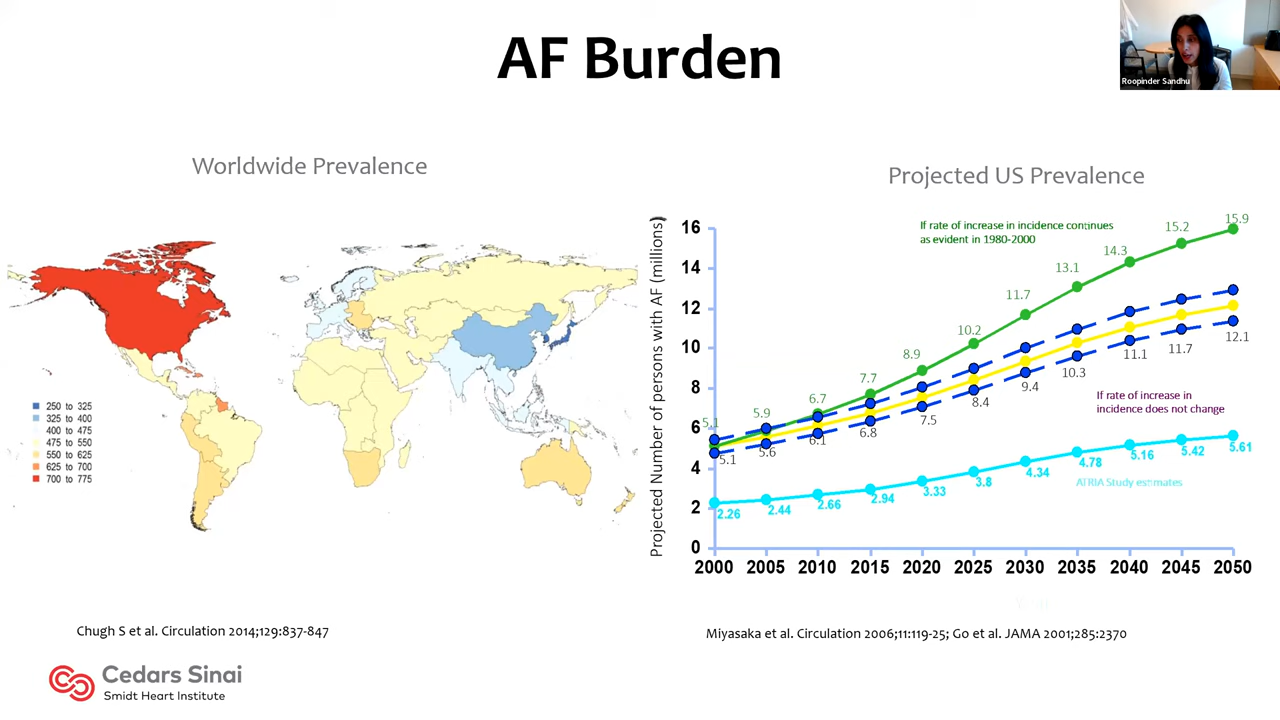 AF Burden
Roopinder Sandhu
Worldwide Prevalence
250 to 325
325 to 400
400 to 475
475 to 550
550 to 625
625 to 700
700 to 775
Chugh S et al. Circulation 2014;129:837-847
Projected US Prevalence
Projected Number of persons with AF (millions)
16
14
12
10
8
6
4
2
0
If rate of increase in incidence continues
as evident in 1980-2000
5.1
5.9
6.7
7.7
8.9
10.2
11.7
13.1
14.3
15.2
15.9
5.1
5.6
6.1
6.8
7.5
8.4
9.4
10.3
11.1
11.7
12.1
If rate of increase in
incidence does not change
2.26
2.44
2.66
2.94
3.33
3.8
4.34
4.78
5.16
5.42
5.61
ATRIA Study estimates
2000 2005 2010 2015 2020 2025 2030 2035 2040 2045 2050
Year
Miyasaka et al. Circulation 2006;11:119-25; Go et al. JAMA 2001;285:2370
Cedars Sinai
Smidt Heart Institute